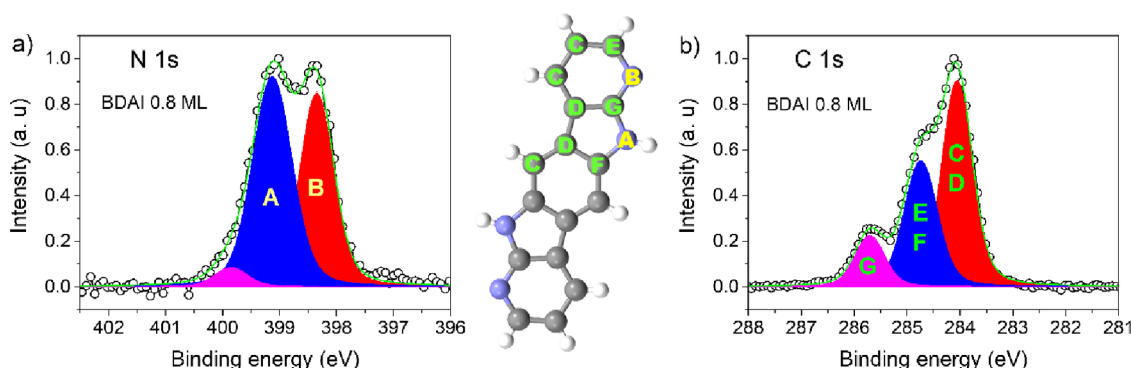 a)
N 1s
BDAI 0.8 ML
A
B
Intensity (a. u)
1.0
0.8
0.6
0.4
0.2
0.0
402 401 400 399 398 397 396
Binding energy (eV)
C E
C B
D G
D A
C F
b)
C 1s
BDAI 0.8 ML
C
D
E
F
G
Intensity (a. u)
1.0
0.8
0.6
0.4
0.2
0.0
288 287 286 285 284 283 282 281
Binding energy (eV)